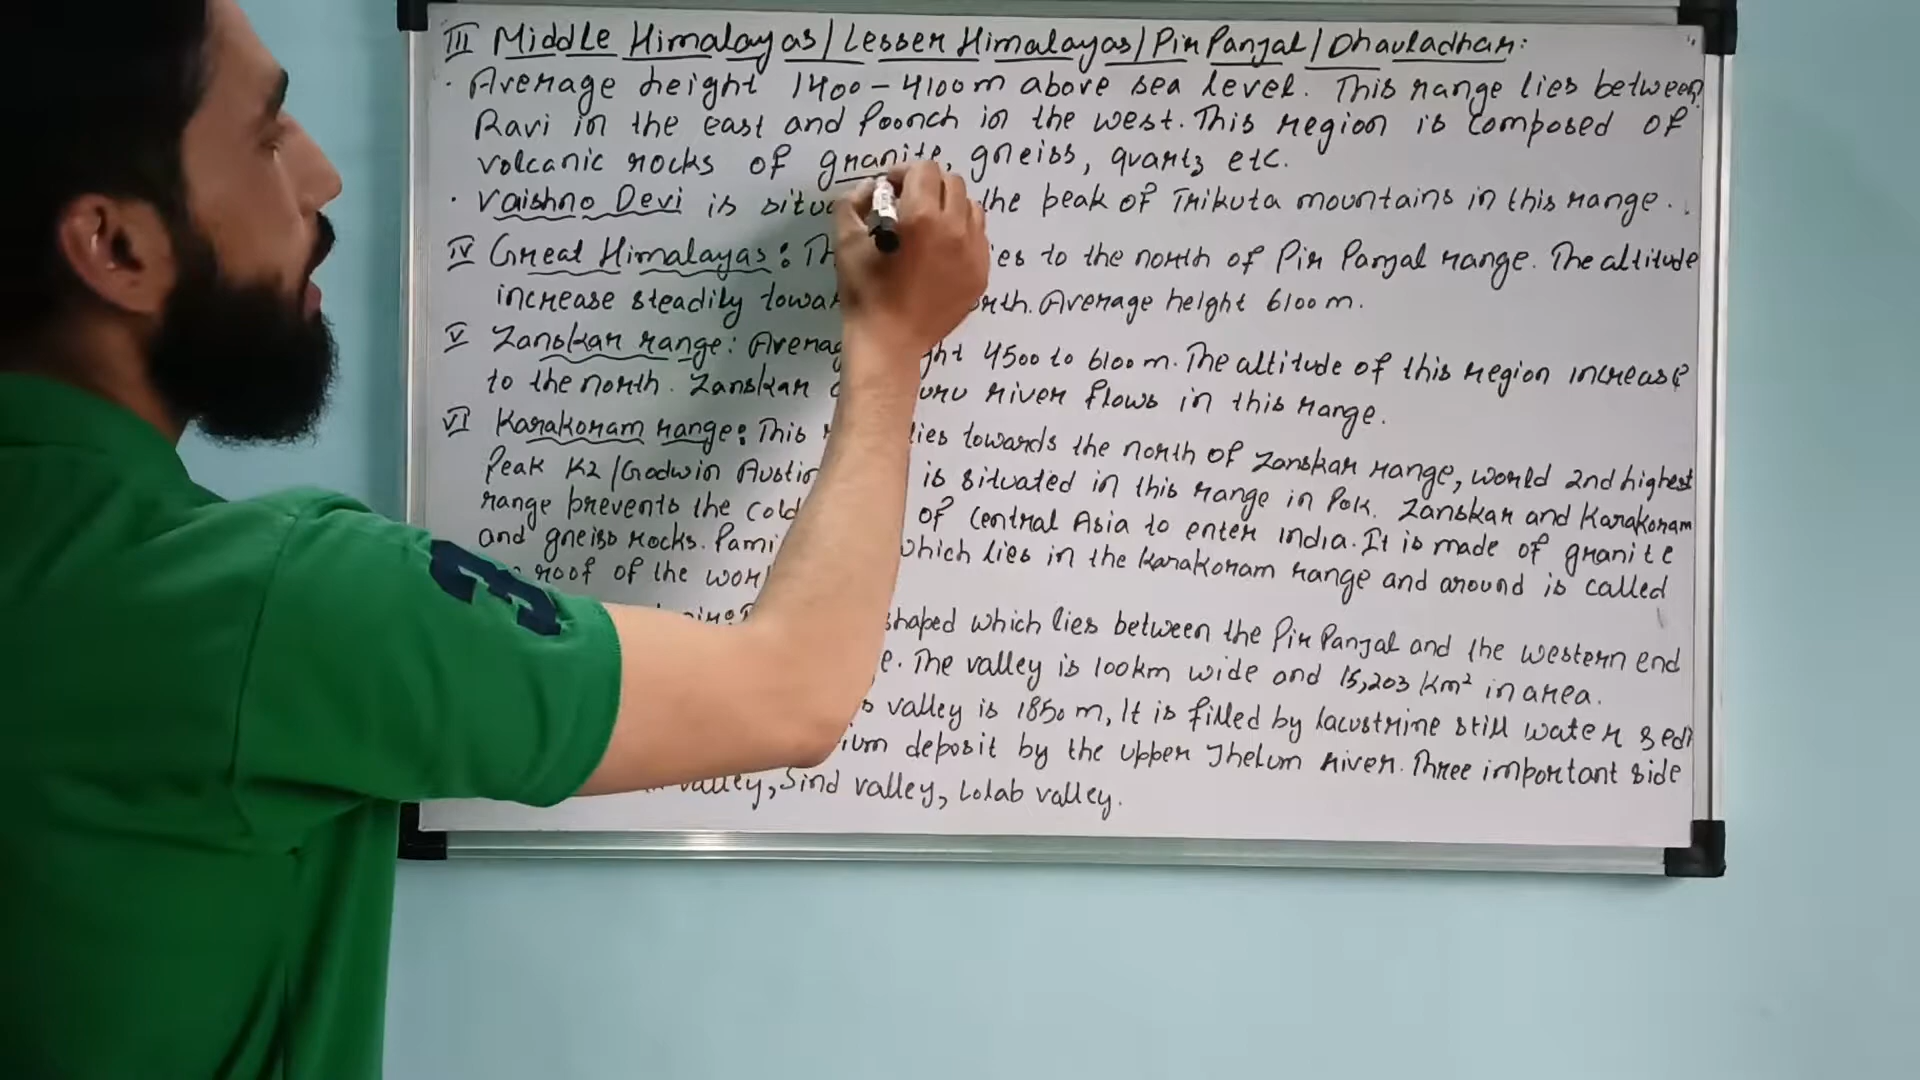 III Middle Himalayas/Lesser Himalayas/Pir Panjal/Dhauladhar:
· Average height 1400-4100m above sea level. This range lies between
Ravi in the east and Poonch in the west. This region is composed of
volcanic rocks of granite, gneiss, quartz etc.
· Vaishno Devi is the peak of Trikuta mountains in this range.
IV Great Himalayas: to the north of Pir Panjal range. The altitude
increase steadily Average height 6100m.
V Zanskar range: 4500 to 6100 m. The altitude of this region increase
to the north. Zanskar river flows in this range.
VI Karakoram range: This lies towards the north of Zanskar range, world 2nd highest
Peak K2/Godwin Austin is situated in this range in Pok. Zanskar and Karakoram
range prevents the cold of Central Asia to enter india. It is made of granite
and gneiss rocks. which lies in the Karakoram range and around is called
roof of the
shaped which lies between the Pir Panjal and the western end
The valley is 100km wide and 15,203 Km² in area.
valley is 1850 m, It is filled by lacustrine still water sedi
deposit by the upper Jhelum river. Three important side
valley, Sind valley, Lolab valley.